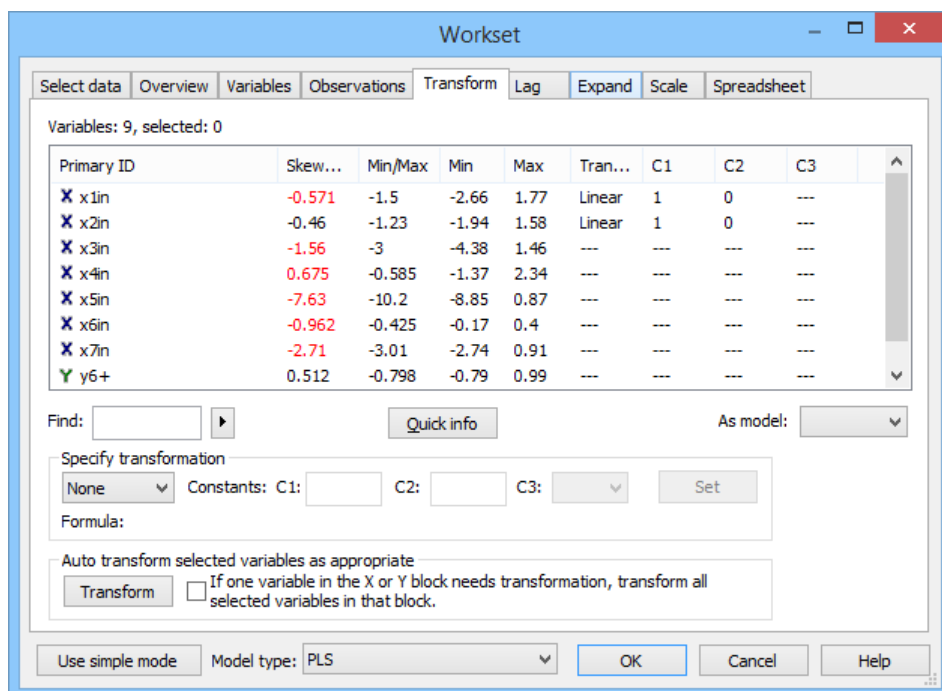 Workset
Select data Overview Variables Observations Transform Lag Expand Scale Spreadsheet
Variables: 9, selected: 0
Primary ID Skew... Min/Max Min Max Tran... C1 C2 C3
x1in -0.571 -1.5 -2.66 1.77 Linear 1 0 ---
x2in -0.46 -1.23 -1.94 1.58 Linear 1 0 ---
x3in -1.56 -3 -4.38 1.46 --- --- --- ---
x4in 0.675 -0.585 -1.37 2.34 --- --- --- ---
x5in -7.63 -10.2 -8.85 0.87 --- --- --- ---
x6in -0.962 -0.425 -0.17 0.4 --- --- --- ---
x7in -2.71 -3.01 -2.74 0.91 --- --- --- ---
y6+ 0.512 -0.798 -0.79 0.99 --- --- --- ---
Find: Quick info As model:
Specify transformation
None Constants: C1: C2: C3: Set
Formula:
Auto transform selected variables as appropriate
Transform If one variable in the X or Y block needs transformation, transform all
selected variables in that block.
Use simple mode Model type: PLS OK Cancel Help